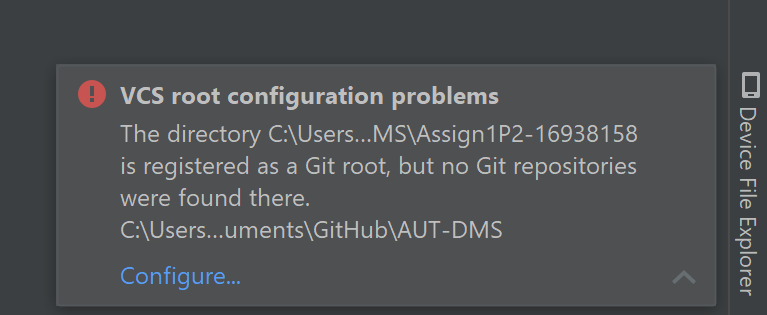 VCS root configuration problems
The directory C:\Users...MS\Assign1P2-16938158
is registered as a Git root, but no Git repositories
were found there.
C:\Users...uments\GitHub\AUT-DMS
Configure...
Device File Explorer